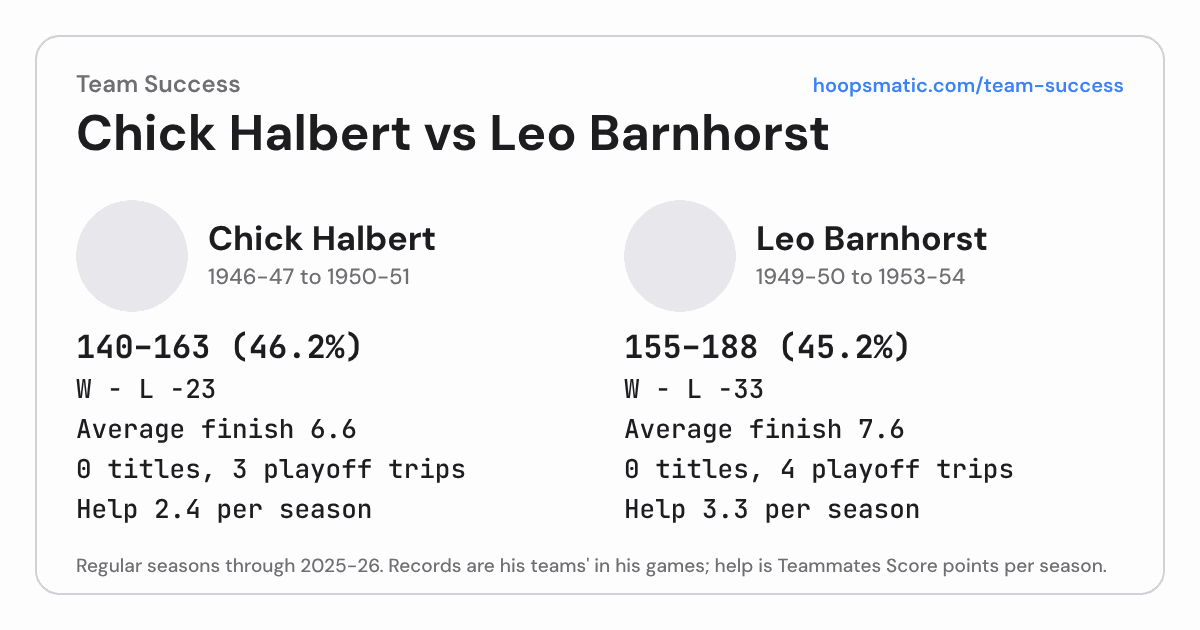 Team Success
hoopsmatic.com/team-success
Chick Halbert vs Leo Barnhorst
Chick Halbert
1946–47 to 1950–51
140–163 (46.2%)
W - L -23
Average finish 6.6
0 titles, 3 playoff trips
Help 2.4 per season
Leo Barnhorst
1949–50 to 1953–54
155–188 (45.2%)
W - L -33
Average finish 7.6
0 titles, 4 playoff trips
Help 3.3 per season
Regular seasons through 2025-26. Records are his teams' in his games; help is Teammates Score points per season.